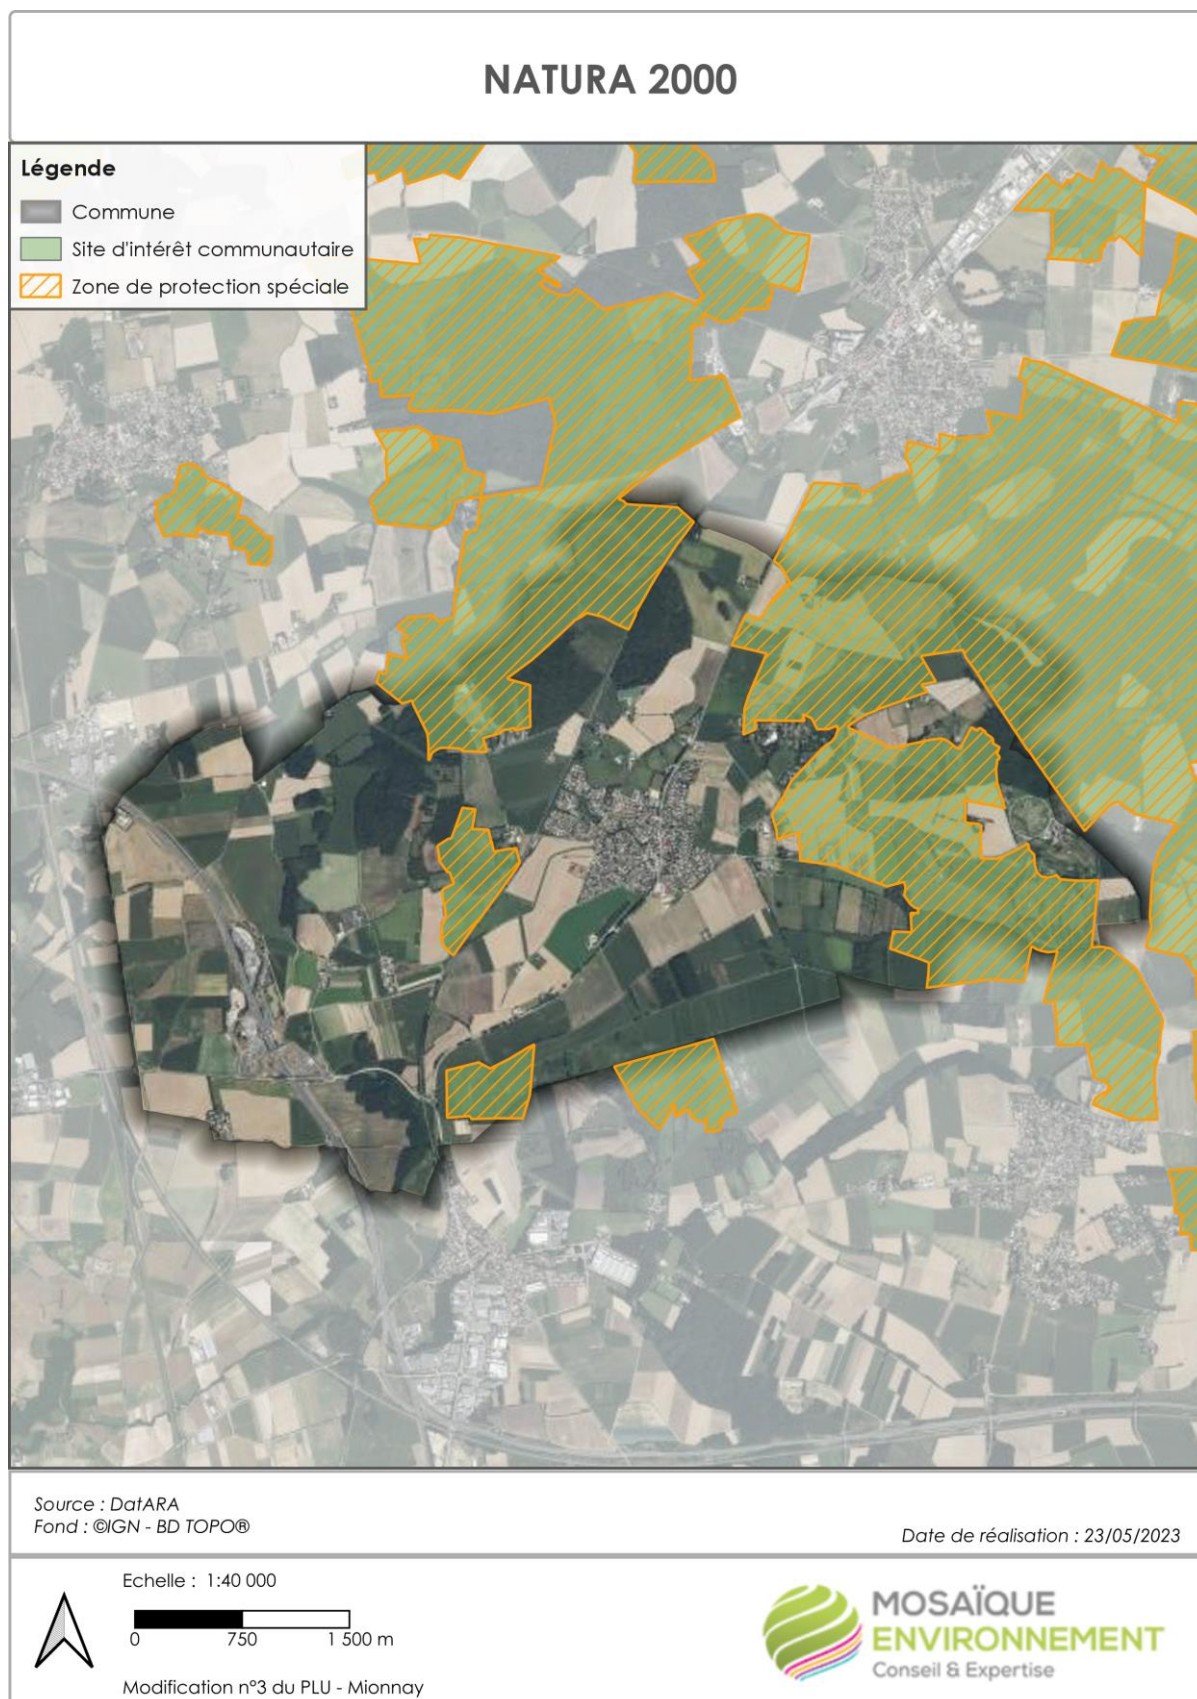 NATURA 2000
Légende
Commune
Site d'intérêt communautaire
Zone de protection spéciale
Source : DatARA
Fond : ©IGN - BD TOPO®
Date de réalisation : 23/05/2023
Echelle : 1:40 000
0 750 1 500 m
Modification n°3 du PLU - Mionnay
MOSAÏQUE
ENVIRONNEMENT
Conseil & Expertise